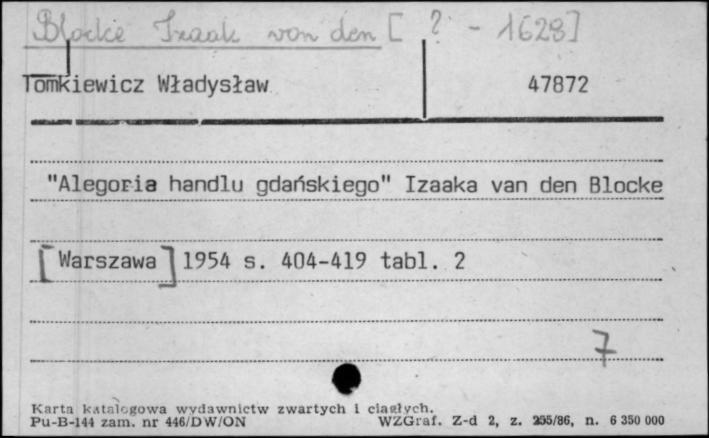 Blocke Izaak von den [ ? - 1628]
Tomkiewicz Władysław 47872
"Alegoria handlu gdańskiego" Izaaka van den Blocke
[Warszawa] 1954 s. 404-419 tabl. 2
7
Karta katalogowa wydawnictw zwartych i ciągłych.
Pu-B-144 zam. nr 446/DW/ON WZGraf. Z-d 2, z. 255/86, n. 6 350 000